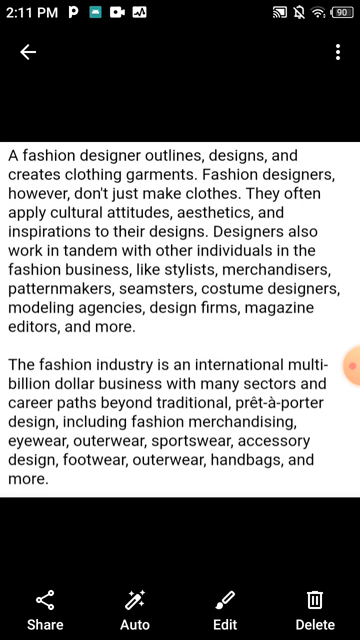 2:11 PM
90
A fashion designer outlines, designs, and
creates clothing garments. Fashion designers,
however, don't just make clothes. They often
apply cultural attitudes, aesthetics, and
inspirations to their designs. Designers also
work in tandem with other individuals in the
fashion business, like stylists, merchandisers,
patternmakers, seamsters, costume designers,
modeling agencies, design firms, magazine
editors, and more.
The fashion industry is an international multi-
billion dollar business with many sectors and
career paths beyond traditional, prêt-à-porter
design, including fashion merchandising,
eyewear, outerwear, sportswear, accessory
design, footwear, outerwear, handbags, and
more.
Share Auto Edit Delete